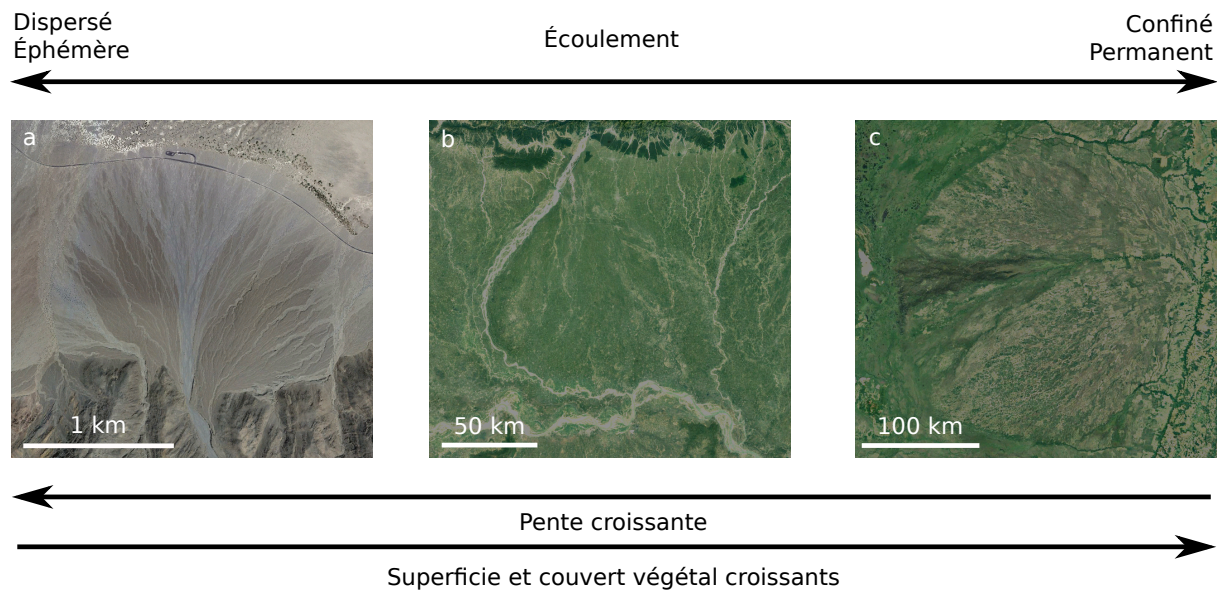 Dispersé
Éphémère
Écoulement
Confiné
Permanent
a
b
c
1 km
50 km
100 km
Pente croissante
Superficie et couvert végétal croissants